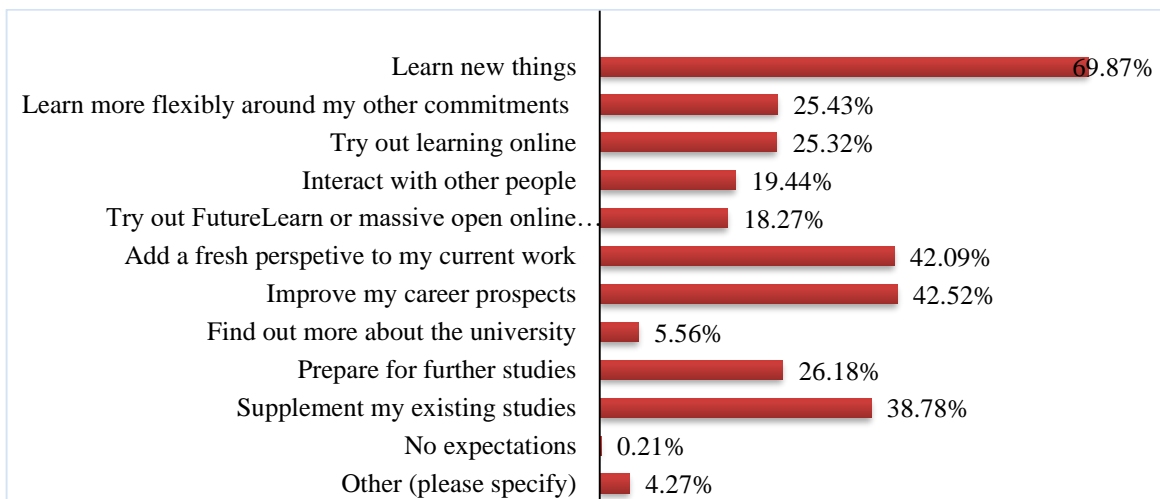 Learn new things 69.87%
Learn more flexibly around my other commitments 25.43%
Try out learning online 25.32%
Interact with other people 19.44%
Try out FutureLearn or massive open online… 18.27%
Add a fresh perspetive to my current work 42.09%
Improve my career prospects 42.52%
Find out more about the university 5.56%
Prepare for further studies 26.18%
Supplement my existing studies 38.78%
No expectations 0.21%
Other (please specify) 4.27%